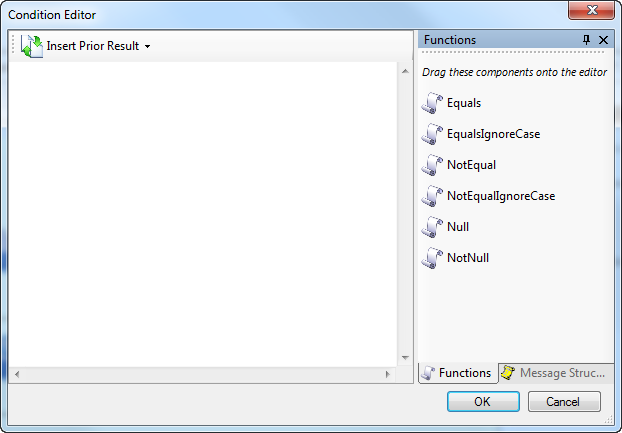 Condition Editor
Insert Prior Result
Functions
Drag these components onto the editor
Equals
EqualsIgnoreCase
NotEqual
NotEqualIgnoreCase
Null
NotNull
Functions
Message Struc...
OK
Cancel